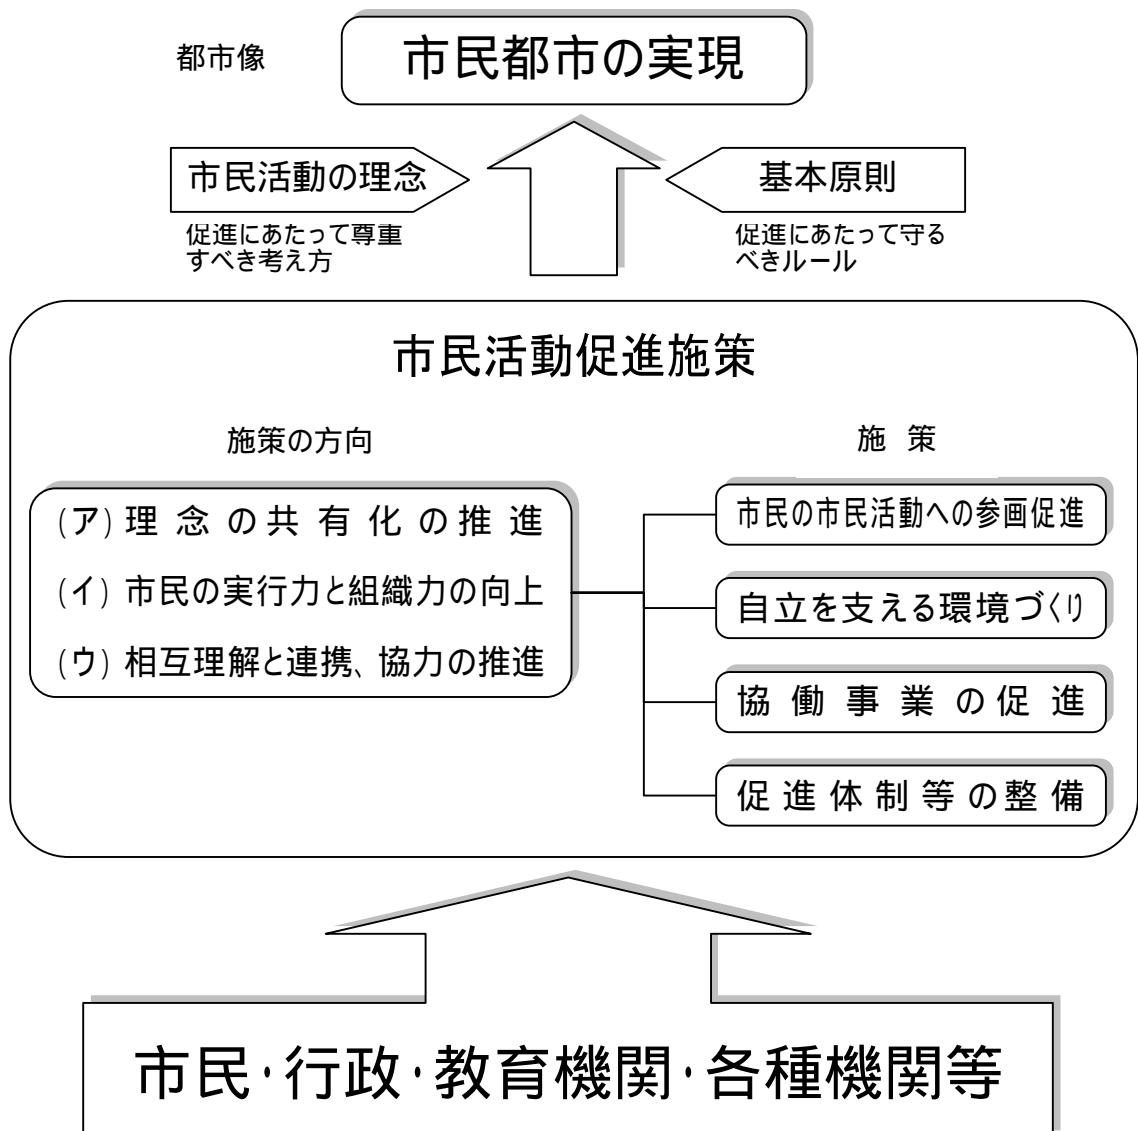 都市像
市民都市の実現
市民活動の理念
促進にあたって尊重
すべき考え方
基本原則
促進にあたって守る
べきルール
市民活動促進施策
施策の方向
(ア) 理念の共有化の推進
(イ) 市民の実行力と組織力の向上
(ウ) 相互理解と連携、協力の推進
施 策
市民の市民活動への参画促進
自立を支える環境づくり
協働事業の促進
促進体制等の整備
市民・行政・教育機関・各種機関等